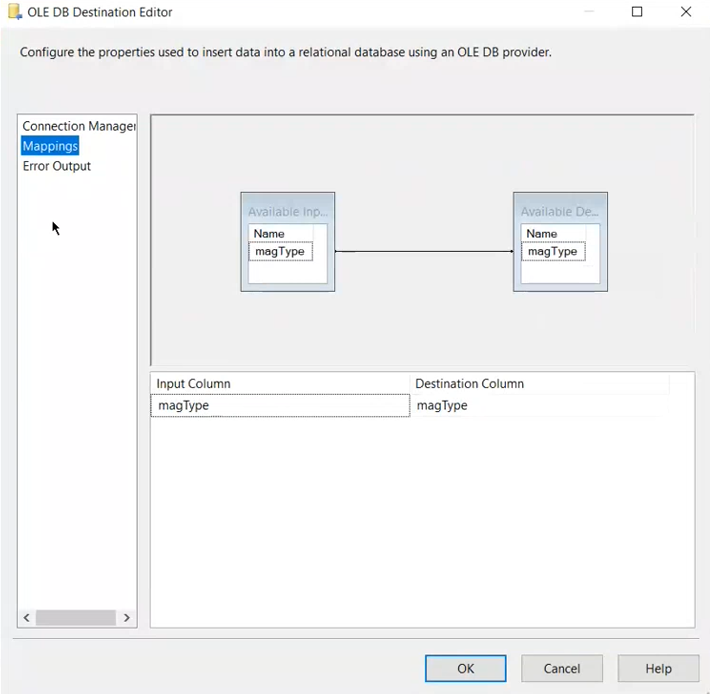 OLE DB Destination Editor
Configure the properties used to insert data into a relational database using an OLE DB provider.
Connection Manager
Mappings
Error Output
Available Inp...
Name
magType
Available De...
Name
magType
Input Column Destination Column
magType magType
OK Cancel Help